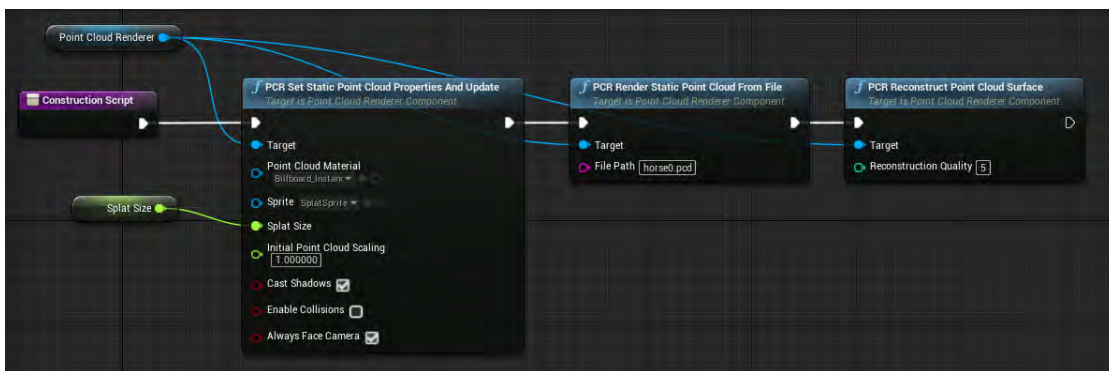 Point Cloud Renderer
Construction Script
Splat Size
PCR Set Static Point Cloud Properties And Update
Target is Point Cloud Renderer Component
Target
Point Cloud Material
Billboard_Instanc
Sprite SplatSprite
Splat Size
Initial Point Cloud Scaling
1.000000
Cast Shadows
Enable Collisions
Always Face Camera
PCR Render Static Point Cloud From File
Target is Point Cloud Renderer Component
Target
File Path horse0.pcd
PCR Reconstruct Point Cloud Surface
Target is Point Cloud Renderer Component
Target
Reconstruction Quality 5